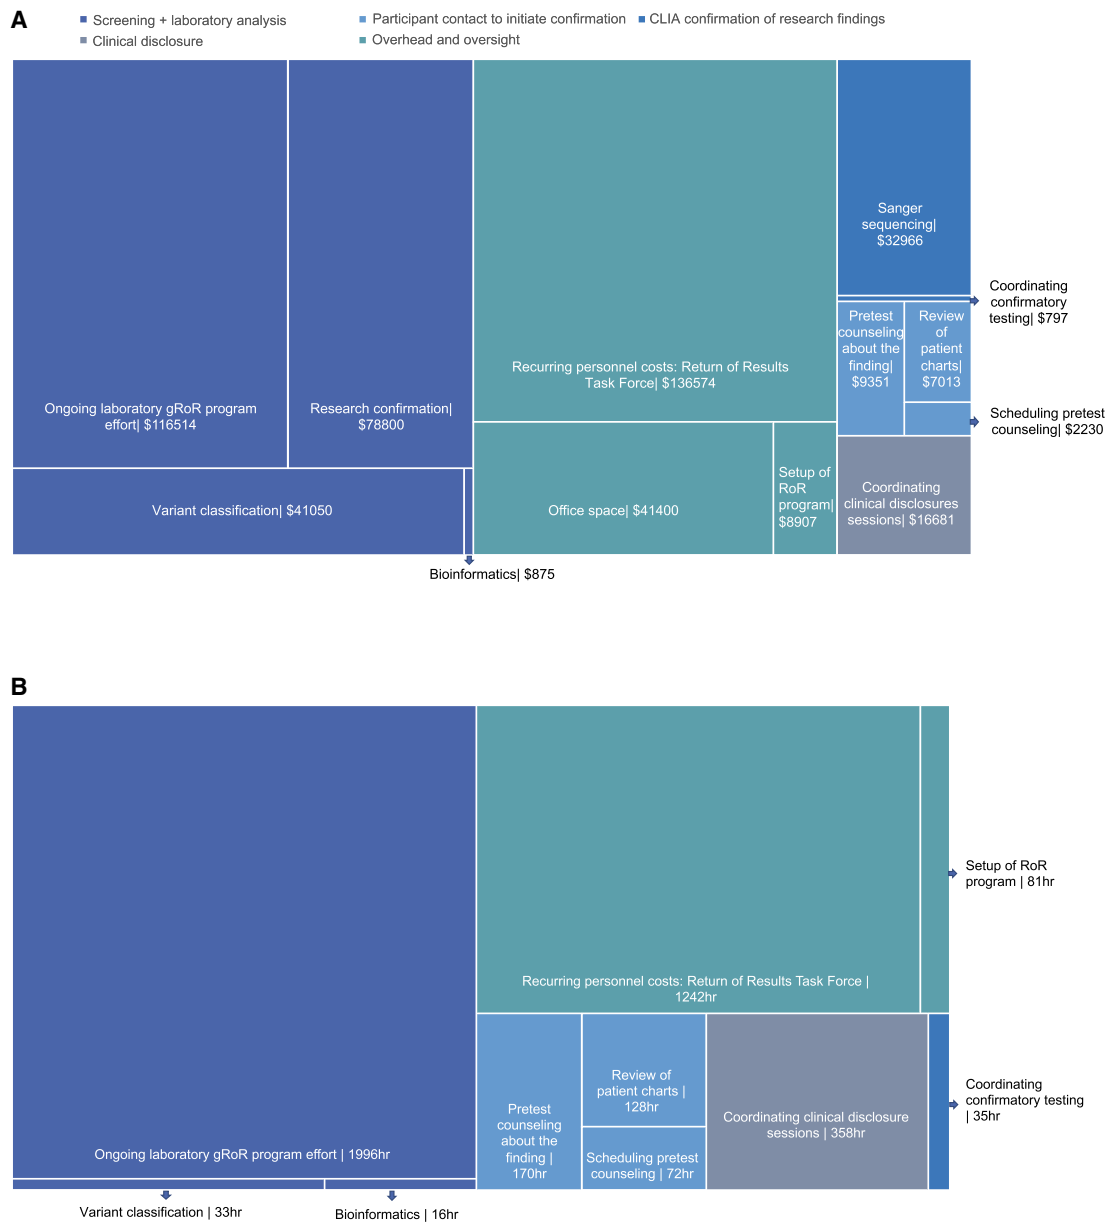 A
Screening + laboratory analysis
Participant contact to initiate confirmation
CLIA confirmation of research findings
Clinical disclosure
Overhead and oversight
Ongoing laboratory gRoR program
effort| $116514
Research confirmation|
$78800
Variant classification| $41050
Bioinformatics| $875
Recurring personnel costs: Return of Results
Task Force| $136574
Office space| $41400
Setup of
RoR
program|
$8907
Sanger
sequencing|
$32966
Coordinating
confirmatory
testing| $797
Pretest
counseling
about the
finding|
$9351
Review
of
patient
charts|
$7013
Scheduling pretest
counseling| $2230
Coordinating
clinical disclosures
sessions| $16681
B
Ongoing laboratory gRoR program effort | 1996hr
Variant classification | 33hr
Bioinformatics | 16hr
Recurring personnel costs: Return of Results Task Force |
1242hr
Setup of RoR
program | 81hr
Pretest
counseling
about the
finding |
170hr
Review of
patient charts |
128hr
Scheduling pretest
counseling | 72hr
Coordinating clinical disclosure
sessions | 358hr
Coordinating
confirmatory testing
| 35hr